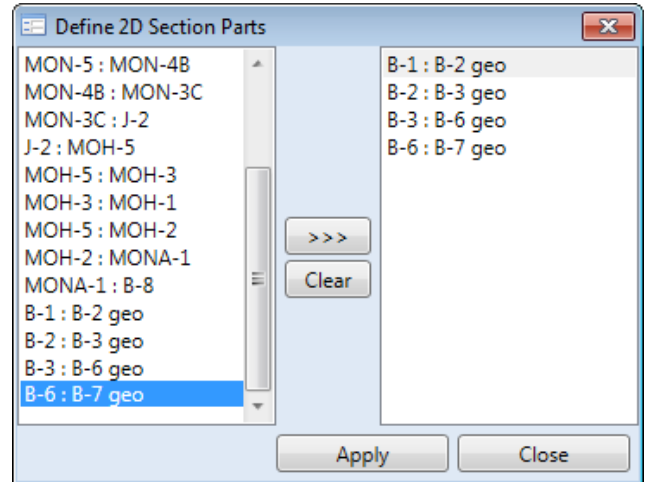 Define 2D Section Parts
MON-5 : MON-4B
MON-4B : MON-3C
MON-3C : J-2
J-2 : MOH-5
MOH-5 : MOH-3
MOH-3 : MOH-1
MOH-5 : MOH-2
MOH-2 : MONA-1
MONA-1 : B-8
B-1 : B-2 geo
B-2 : B-3 geo
B-3 : B-6 geo
B-6 : B-7 geo
>>>
Clear
B-1 : B-2 geo
B-2 : B-3 geo
B-3 : B-6 geo
B-6 : B-7 geo
Apply
Close